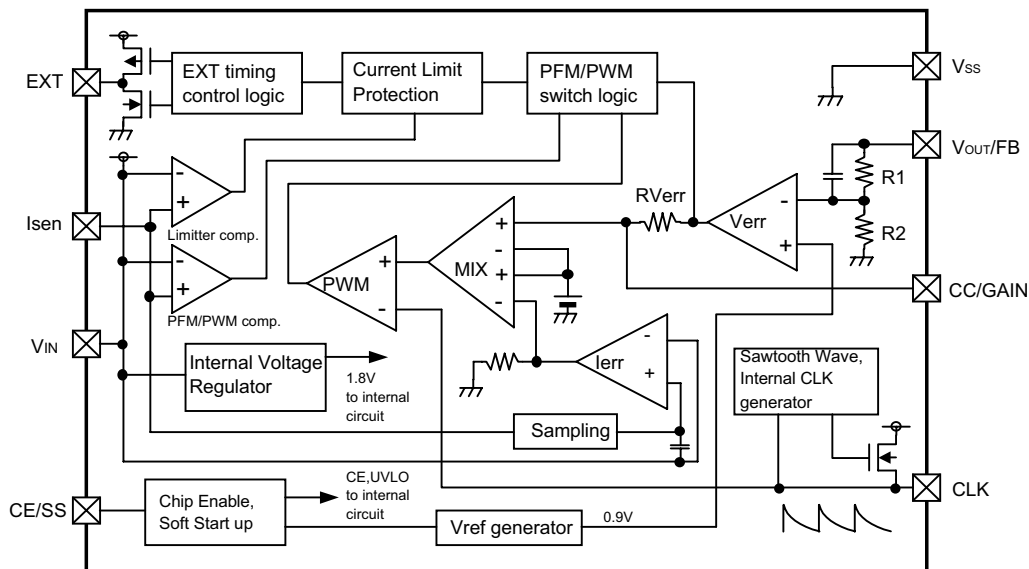 EXT
EXT timing
control logic
Current Limit
Protection
PFM/PWM
switch logic
VSS
VOUT/FB
R1
R2
Isen
-
+
Limitter comp.
-
+
PFM/PWM comp.
RVerr
Verr
-
+
+
-
+
-
MIX
PWM
+
-
CC/GAIN
VIN
Internal Voltage
Regulator
1.8V
to internal
circuit
Ierr
-
+
Sampling
Sawtooth Wave,
Internal CLK
generator
CLK
CE/SS
Chip Enable,
Soft Start up
CE,UVLO
to internal
circuit
Vref generator
0.9V